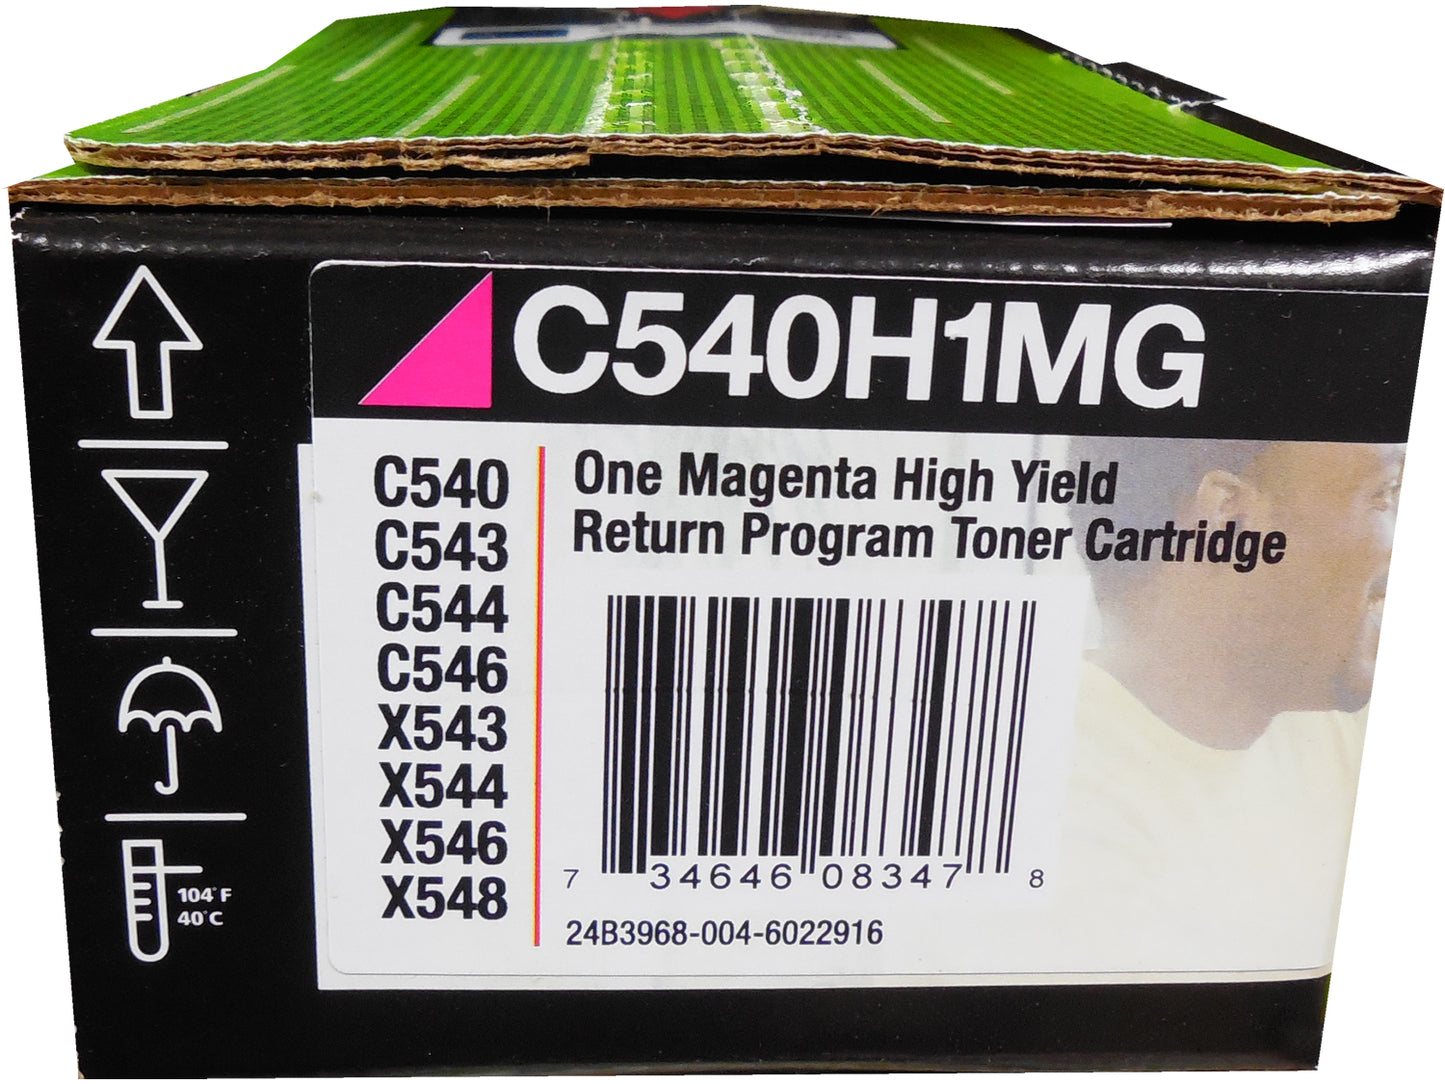 C540H1MG
C540
C543
C544
C546
X543
X544
X546
X548
One Magenta High Yield
Return Program Toner Cartridge
7 34646 08347 8
24B3968-004-6022916
104°F
40°C